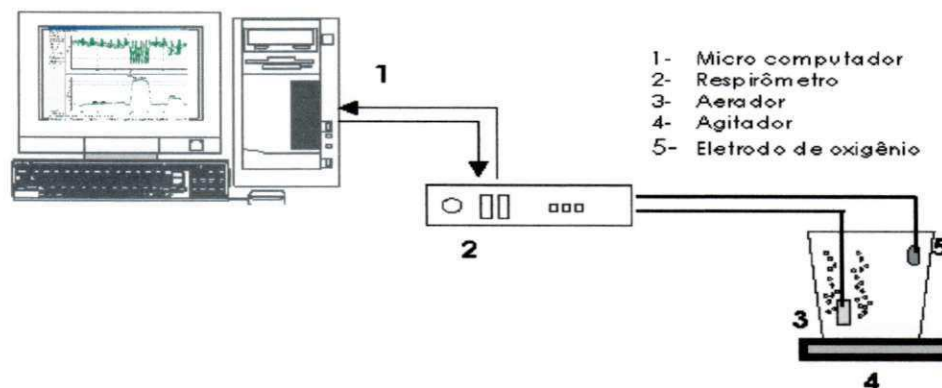 1
1- Micro computador
2- Respirômetro
3- Aerador
4- Agitador
5- Eletrodo de oxigênio
2
5
3
4